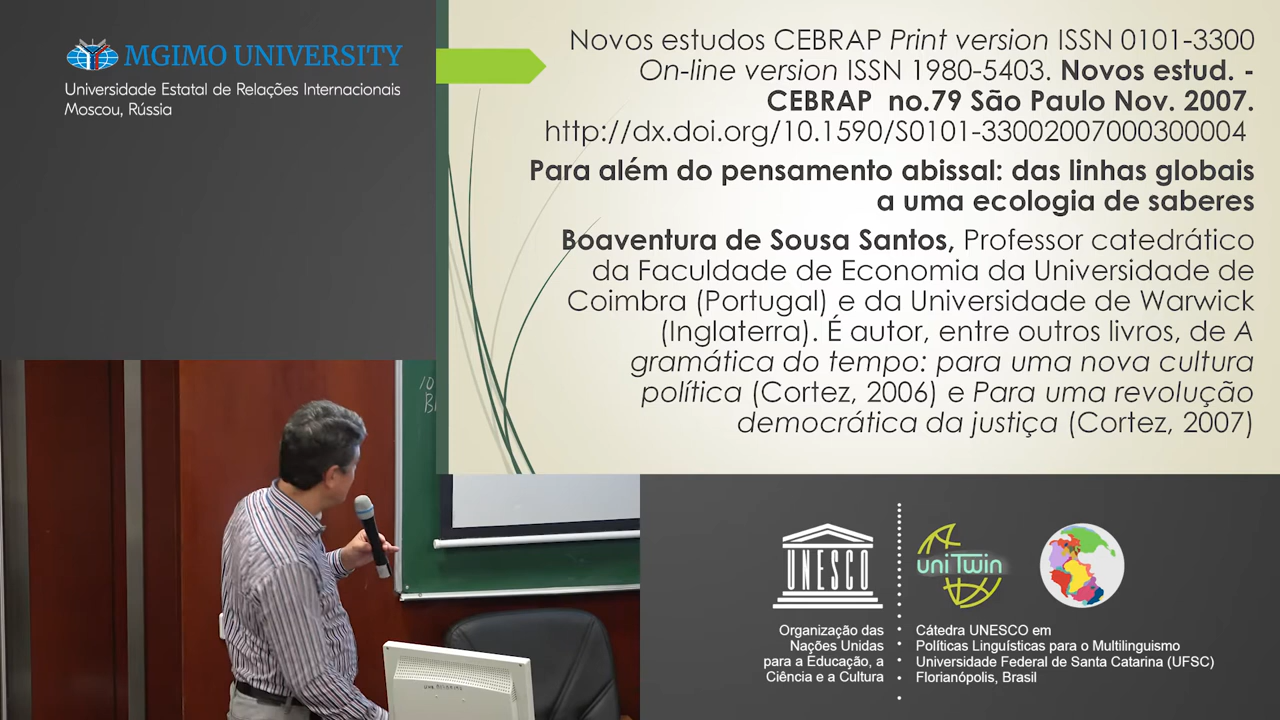 MGIMO UNIVERSITY
Universidade Estatal de Relações Internacionais
Moscou, Rússia
Novos estudos CEBRAP Print version ISSN 0101-3300
On-line version ISSN 1980-5403. Novos estud. -
CEBRAP no.79 São Paulo Nov. 2007.
http://dx.doi.org/10.1590/S0101-33002007000300004
Para além do pensamento abissal: das linhas globais
a uma ecologia de saberes
Boaventura de Sousa Santos, Professor catedrático
da Faculdade de Economia da Universidade de
Coimbra (Portugal) e da Universidade de Warwick
(Inglaterra). É autor, entre outros livros, de A
gramática do tempo: para uma nova cultura
política (Cortez, 2006) e Para uma revolução
democrática da justiça (Cortez, 2007)
10
UNESCO
Organização das
Nações Unidas
para a Educação, a
Ciência e a Cultura
uniTwin
Cátedra UNESCO em
Políticas Linguísticas para o Multilinguismo
Universidade Federal de Santa Catarina (UFSC)
Florianópolis, Brasil